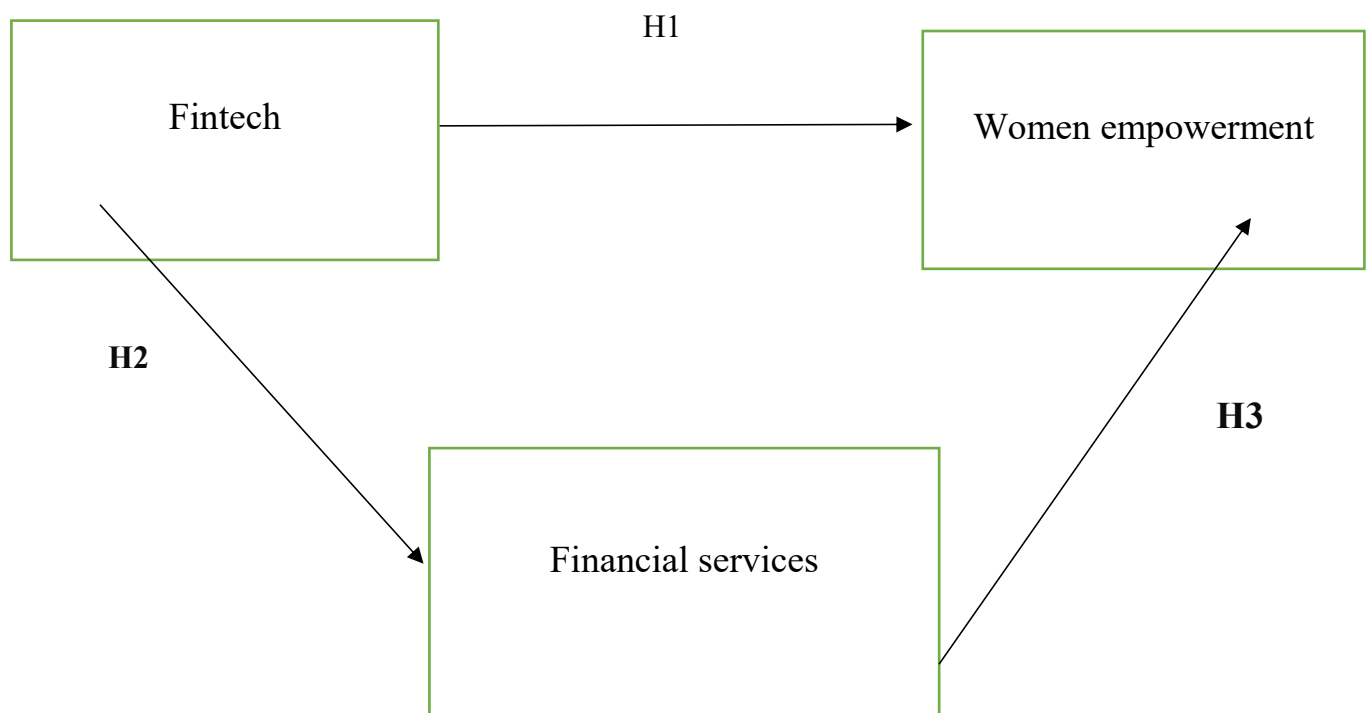 H1
Fintech
Women empowerment
H2
H3
Financial services